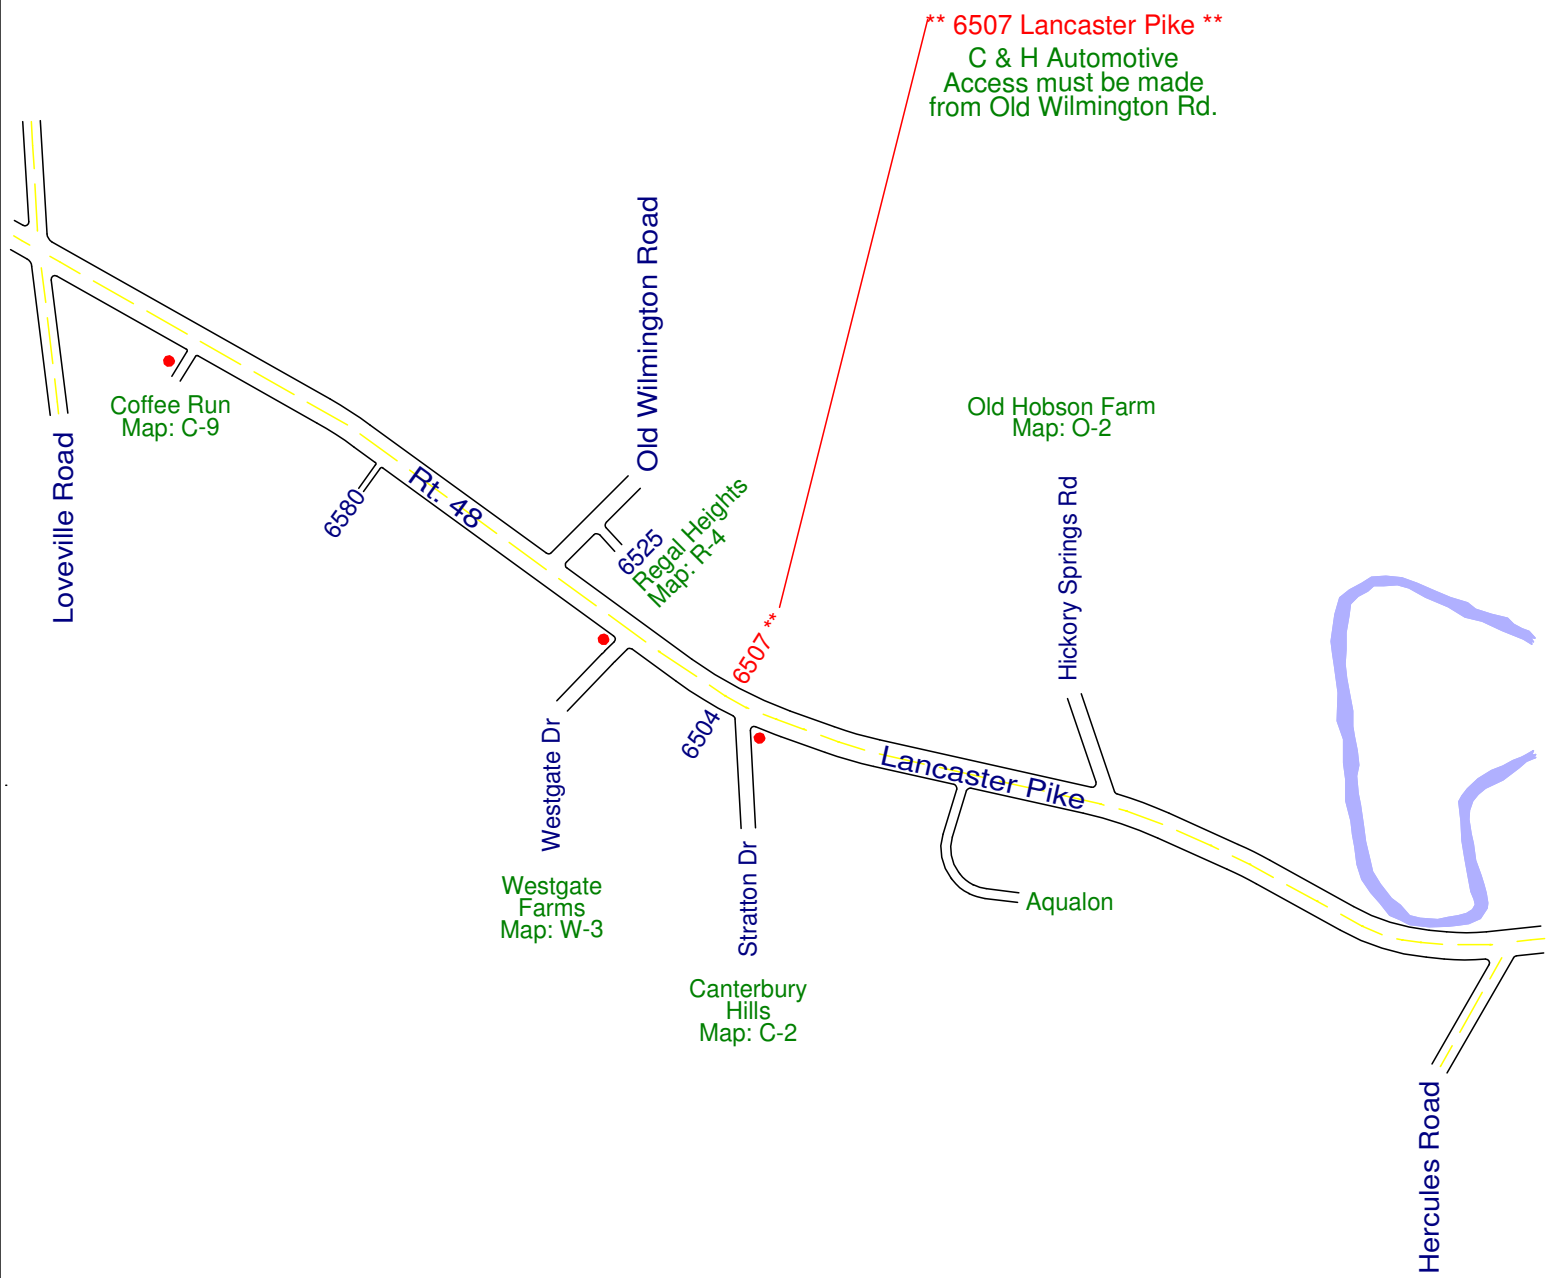 ** 6507 Lancaster Pike **
C & H Automotive
Access must be made
from Old Wilmington Rd.
Old Wilmington Road
Coffee Run
Map: C-9
Old Hobson Farm
Map: O-2
Loveville Road
6580
Rt. 48
6525
Regal Heights
Map: R-4
Hickory Springs Rd
6507 **
6504
Westgate Dr
Lancaster Pike
Stratton Dr
Westgate
Farms
Map: W-3
Aqualon
Canterbury
Hills
Map: C-2
Hercules Road